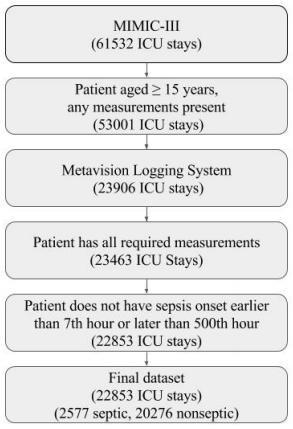 MIMIC-III
(61532 ICU stays)
Patient aged ≥ 15 years,
any measurements present
(53001 ICU stays)
Metavision Logging System
(23906 ICU stays)
Patient has all required measurements
(23463 ICU Stays)
Patient does not have sepsis onset earlier
than 7th hour or later than 500th hour
(22853 ICU stays)
Final dataset
(22853 ICU stays)
(2577 septic, 20276 nonseptic)